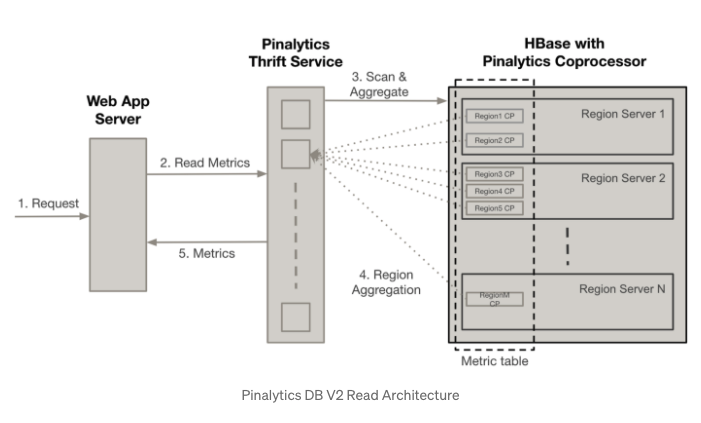 Pinalytics
Thrift Service
HBase with
Pinalytics Coprocessor
3. Scan &
Aggregate
Web App
Server
Region1 CP
Region Server 1
Region2 CP
2. Read Metrics
Region3 CP
Region Server 2
Region4 CP
Region5 CP
1. Request
5. Metrics
4. Region
Aggregation
RegionM
CP
Region Server N
Metric table
Pinalytics DB V2 Read Architecture